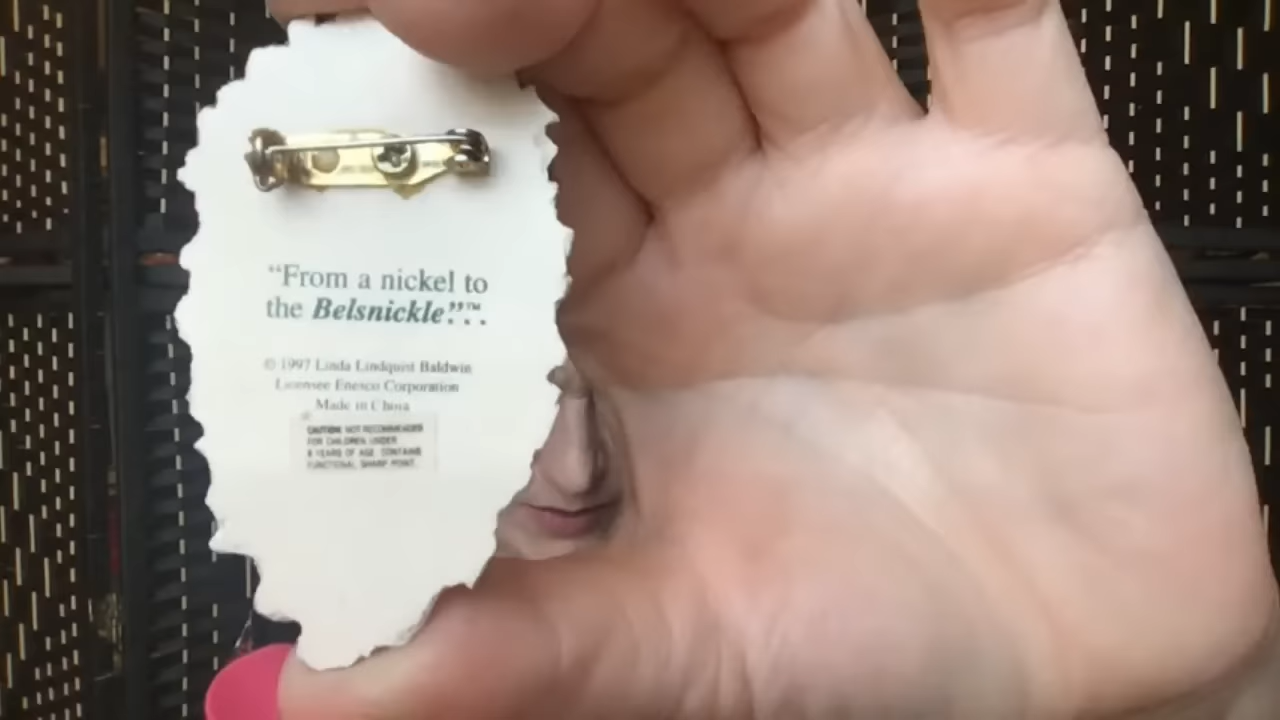 “From a nickel to
the Belsnickle”™.
© 1997 Linda Lindquist Baldwin
Licensee Enesco Corporation
Made in China
CAUTION: NOT RECOMMENDED
FOR CHILDREN UNDER
8 YEARS OF AGE. CONTAINS
FUNCTIONAL SHARP POINT.